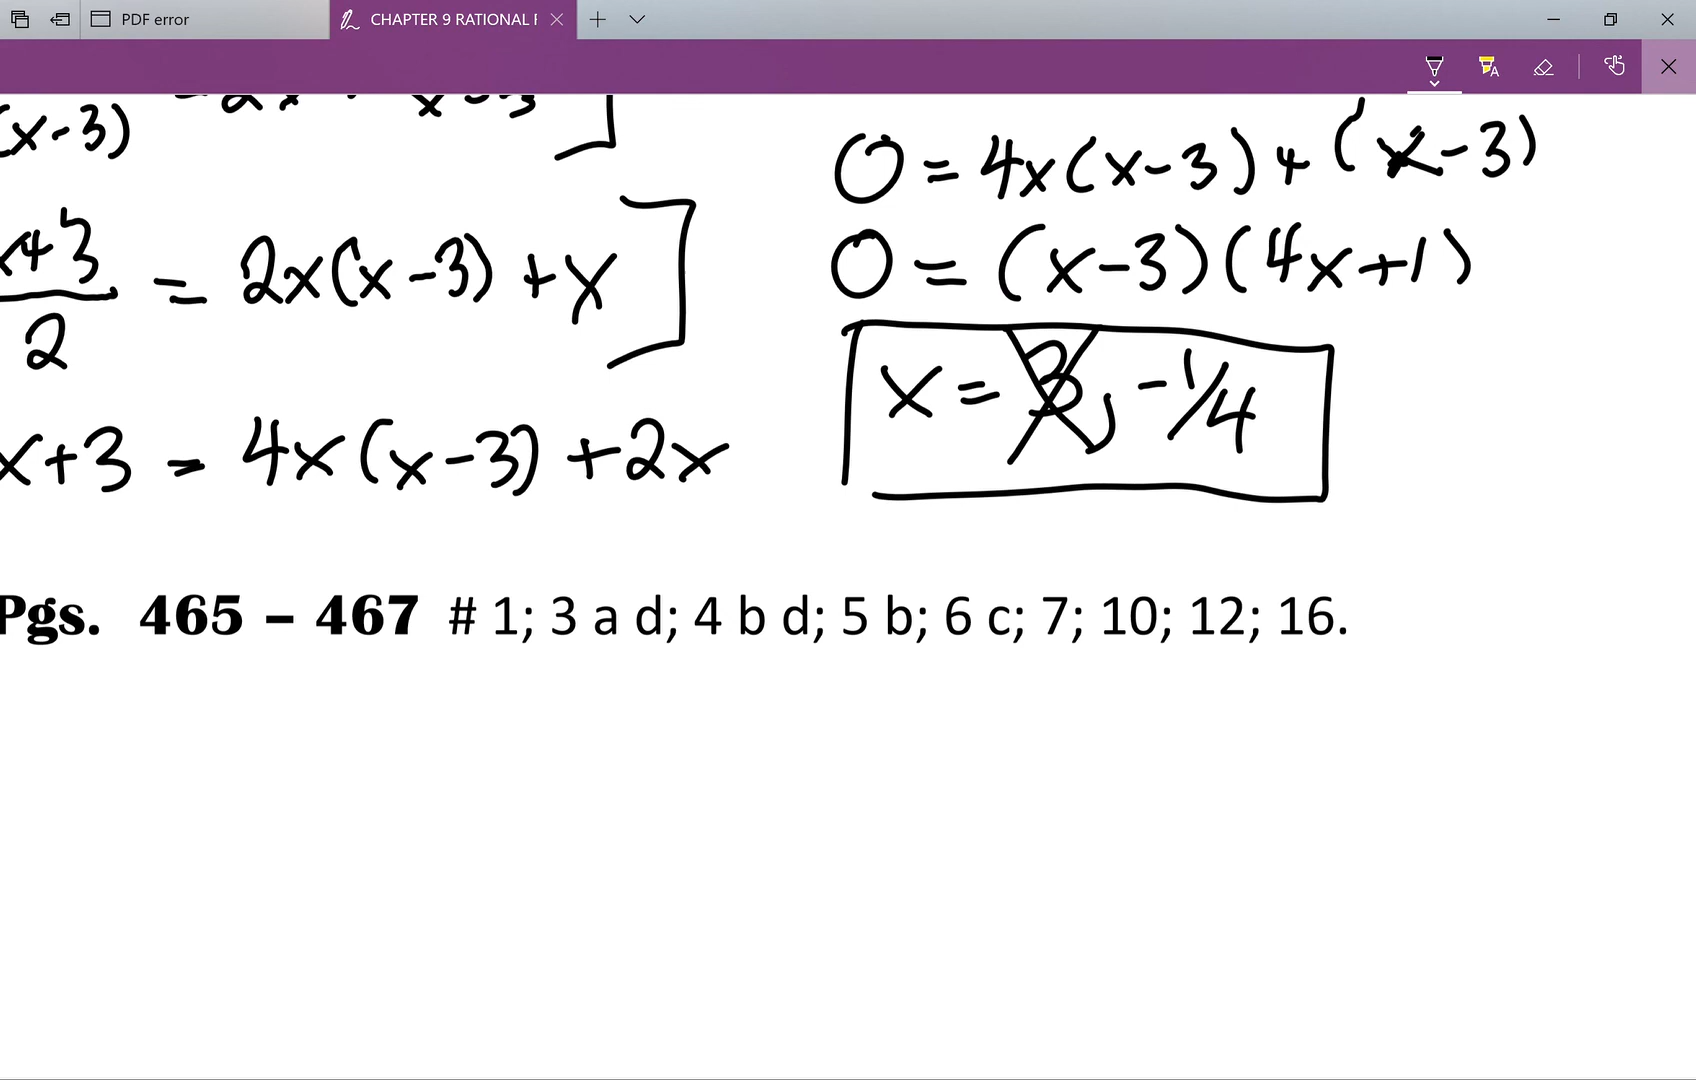 PDF error
CHAPTER 9 RATIONAL F
(x-3)
0 = 4x(x-3) + (x-3)
x+3
2
= 2x(x-3) + x
0 = (x-3)(4x+1)
x = 3, -1/4
x+3 = 4x(x-3) + 2x
Pgs. 465 – 467 # 1; 3 a d; 4 b d; 5 b; 6 c; 7; 10; 12; 16.